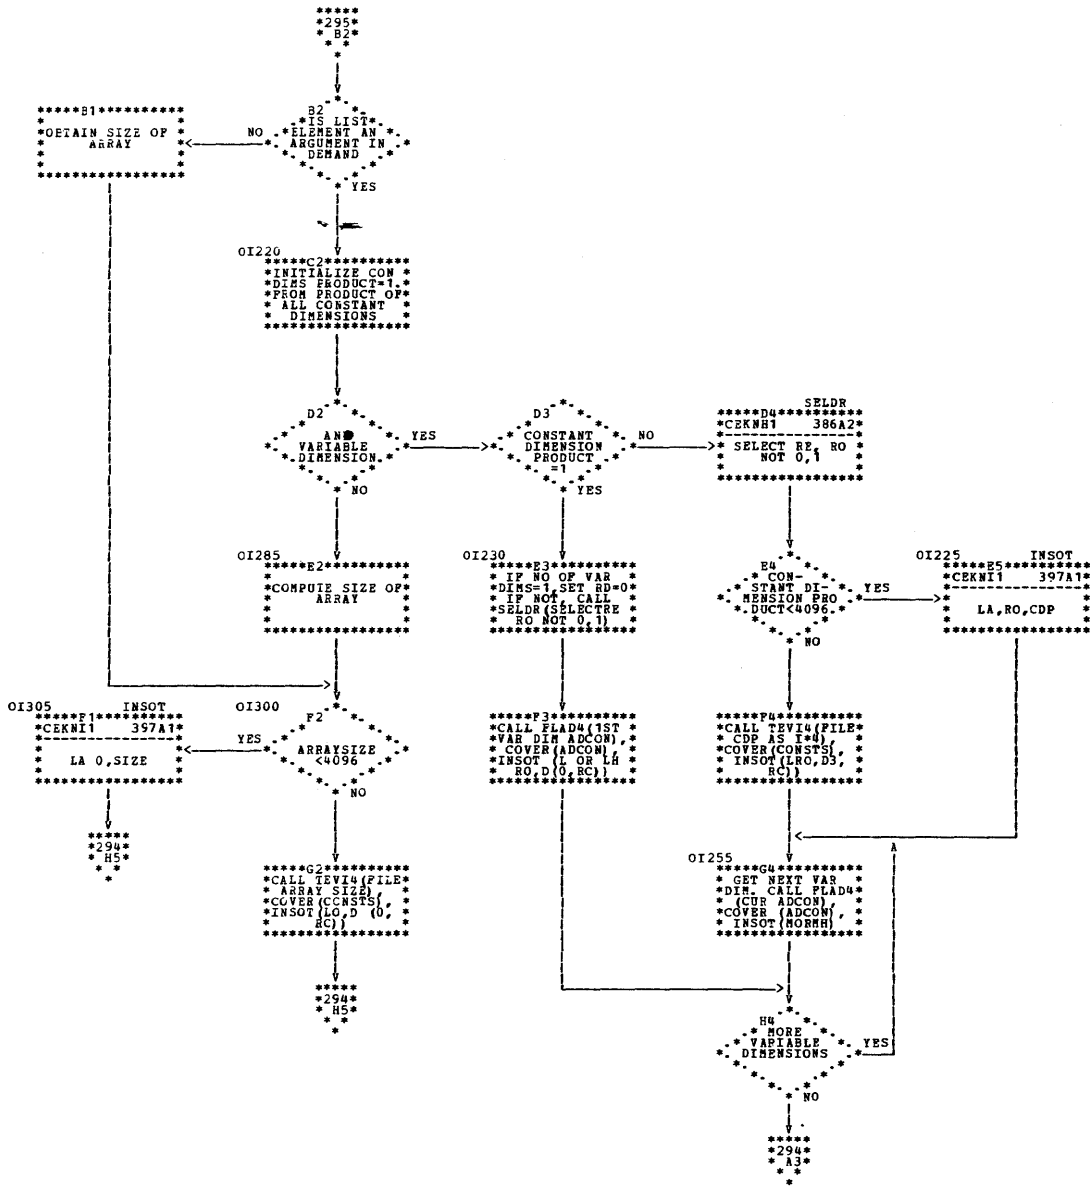 295
B2
B1
OBTAIN SIZE OF
ARRAY
NO
B2
IS LIST
ELEMENT AN
ARGUMENT IN
DEMAND
YES
OI220
C2
INITIALIZE CON
DIMS PRODUCT=1.
FROM PRODUCT OF
ALL CONSTANT
DIMENSIONS
D2
VARIABLE
DIMENSION
YES
NO
D3
CONSTANT
DIMENSION
PRODUCT
=1
NO
YES
SELDR
D4
CEKNH1 386A2
SELECT RE, RO
NOT 0,1
OI285
E2
COMPUTE SIZE OF
ARRAY
OI230
E3
IF NO OF VAR
DIMS=1,SET RD=0
IF NOT, CALL
SELDR(SELECTRE
RO NOT 0,1)
E4
CON-
STANT DI-
MENSION PRO
DUCT<4096
YES
NO
OI225 INSOT
E5
CEKNI1 397A1
LA,RO,CDP
OI305 INSOT
F1
CEKNI1 397A1
LA 0,SIZE
YES
OI300
F2
ARRAYSIZE
<4096
NO
F3
CALL FLAD4(1ST
VAR DIM ADCON),
COVER(ADCON),
INSOT (L OR LH
RO,D(0,RC))
F4
CALL TEVI4(FILE
CDP AS I*4),
COVER(CONSTS),
INSOT(LRO,D3,
RC))
294
H5
G2
CALL TEVI4(FILE
ARRAY SIZE),
COVER(CONSTS),
INSOT(LO,D (0,
RC))
OI255
G4
GET NEXT VAR
DIM. CALL FLAD4
(CUR ADCON),
COVER (ADCON),
INSOT(MORMH)
294
H5
H4
MORE
VARIABLE
DIMENSIONS
YES
NO
294
A3